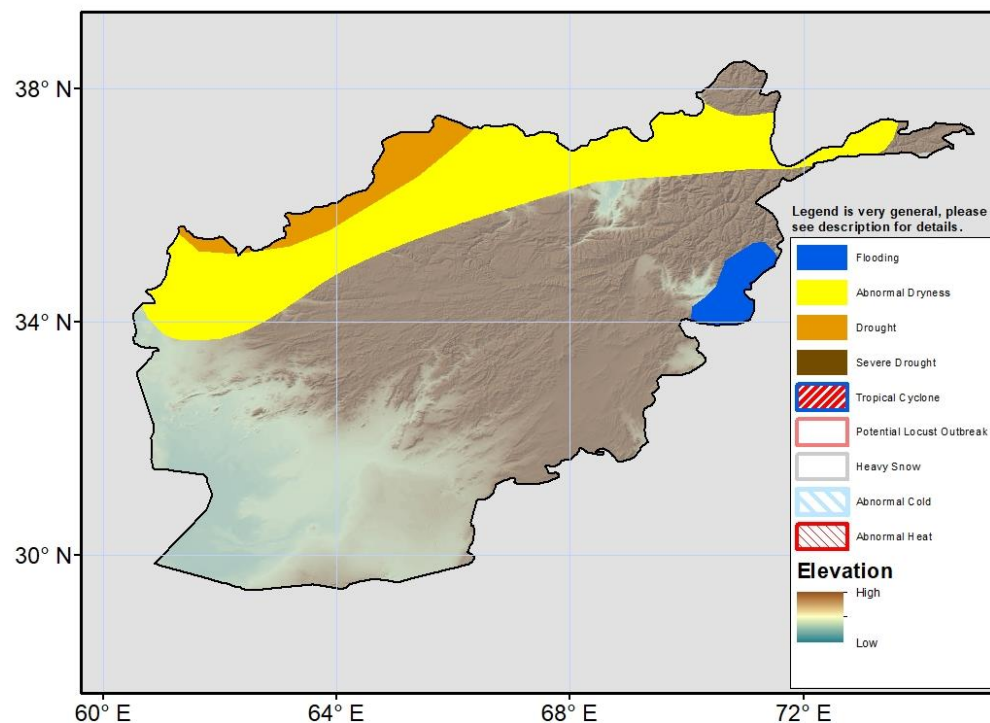 38° N
34° N
30° N
60° E
64° E
68° E
72° E
Legend is very general, please
see description for details.
Flooding
Abnormal Dryness
Drought
Severe Drought
Tropical Cyclone
Potential Locust Outbreak
Heavy Snow
Abnormal Cold
Abnormal Heat
Elevation
High
Low